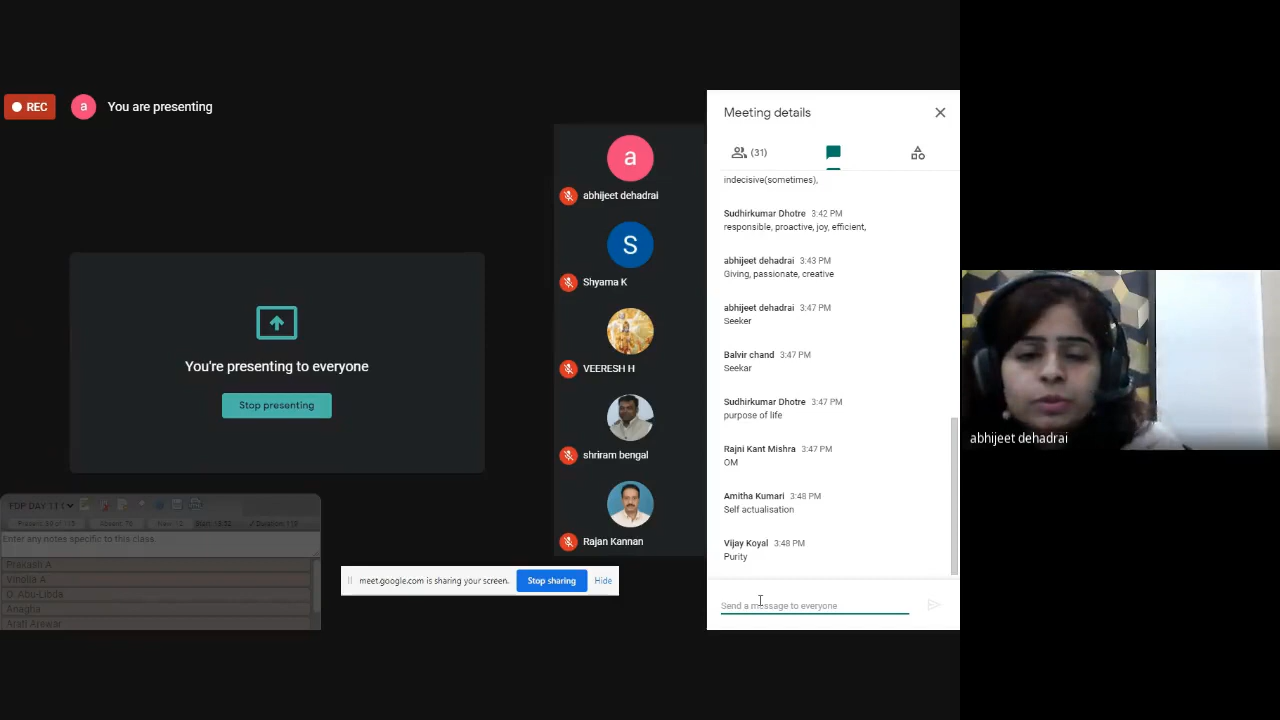 REC
a
You are presenting
You're presenting to everyone
Stop presenting
FDP DAY 11
Enter any notes specific to this class.
Prakash A
Vinolia A
O. Abu-Libda
Anagha
Arati Arewar
meet.google.com is sharing your screen.
Stop sharing
Hide
a
abhijeet dehadrai
S
Shyama K
VEERESH H
shriram bengal
Rajan Kannan
Meeting details
(31)
indecisive(sometimes),
Sudhirkumar Dhotre 3:42 PM
responsible, proactive, joy, efficient,
abhijeet dehadrai 3:43 PM
Giving, passionate, creative
abhijeet dehadrai 3:47 PM
Seeker
Balvir chand 3:47 PM
Seekar
Sudhirkumar Dhotre 3:47 PM
purpose of life
Rajni Kant Mishra 3:47 PM
OM
Amitha Kumari 3:48 PM
Self actualisation
Vijay Koyal 3:48 PM
Purity
Send a message to everyone
abhijeet dehadrai